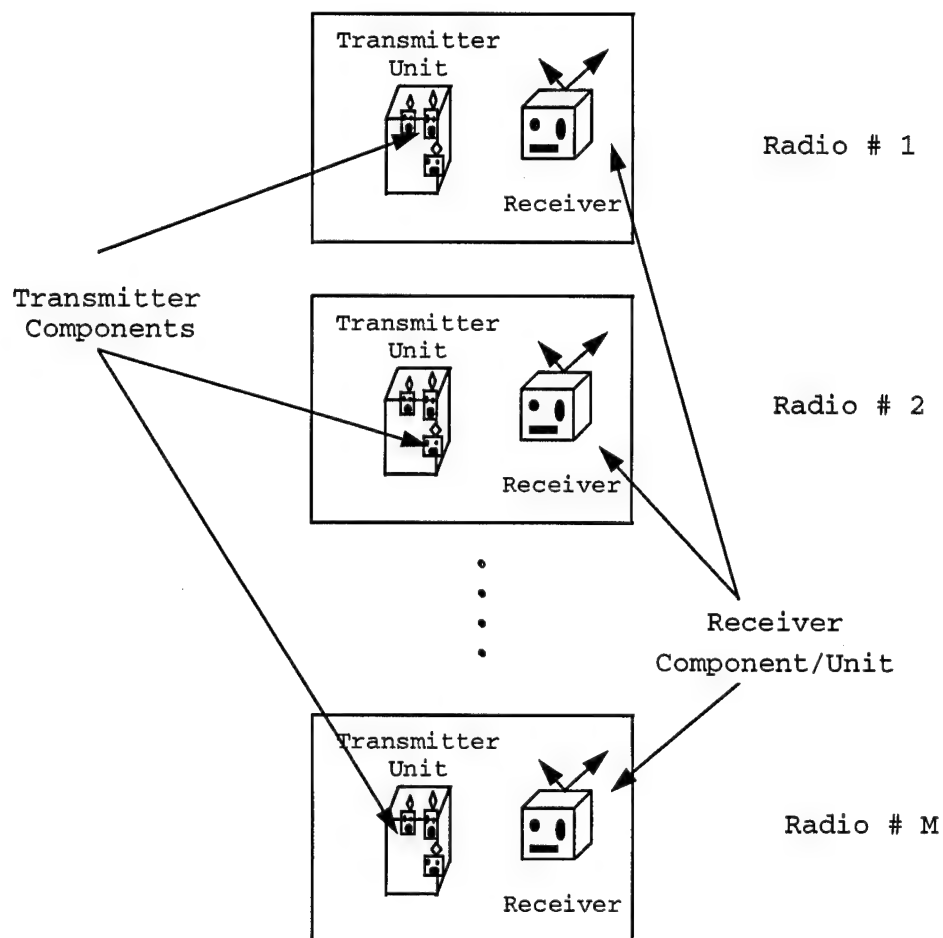 Transmitter
Unit
Receiver
Radio # 1
Transmitter
Components
Transmitter
Unit
Receiver
Radio # 2
Receiver
Component/Unit
Transmitter
Unit
Receiver
Radio # M